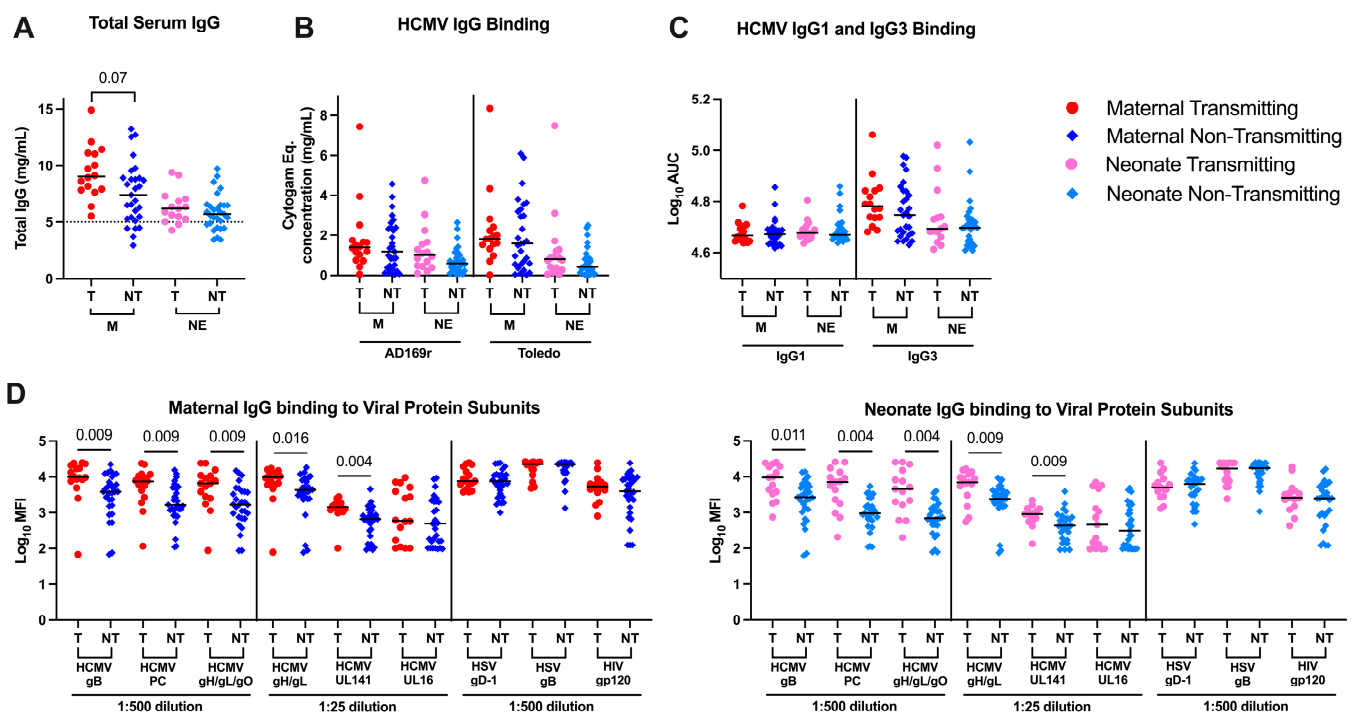 A
Total Serum IgG
0.07
Total IgG (mg/mL)
15
10
5
0
T NT T NT
M NE
B
HCMV IgG Binding
Cytogam Eq.
concentration (mg/mL)
8
6
4
2
0
T NT T NT T NT T NT
M NE M NE
AD169r Toledo
C
HCMV IgG1 and IgG3 Binding
Log10 AUC
5.2
5.0
4.8
4.6
T NT T NT T NT T NT
M NE M NE
IgG1 IgG3
Maternal Transmitting
Maternal Non-Transmitting
Neonate Transmitting
Neonate Non-Transmitting
D
Maternal IgG binding to Viral Protein Subunits
0.009 0.009 0.009 0.016 0.004
Log10 MFI
5
4
3
2
1
0
T NT T NT T NT T NT T NT T NT T NT T NT T NT
HCMV HCMV HCMV HCMV HCMV HCMV HSV HSV HIV
gB PC gH/gL/gO gH/gL UL141 UL16 gD-1 gB gp120
1:500 dilution 1:25 dilution 1:500 dilution
Neonate IgG binding to Viral Protein Subunits
0.011 0.004 0.004 0.009 0.009
Log10 MFI
5
4
3
2
1
0
T NT T NT T NT T NT T NT T NT T NT T NT T NT
HCMV HCMV HCMV HCMV HCMV HCMV HSV HSV HIV
gB PC gH/gL/gO gH/gL UL141 UL16 gD-1 gB gp120
1:500 dilution 1:25 dilution 1:500 dilution